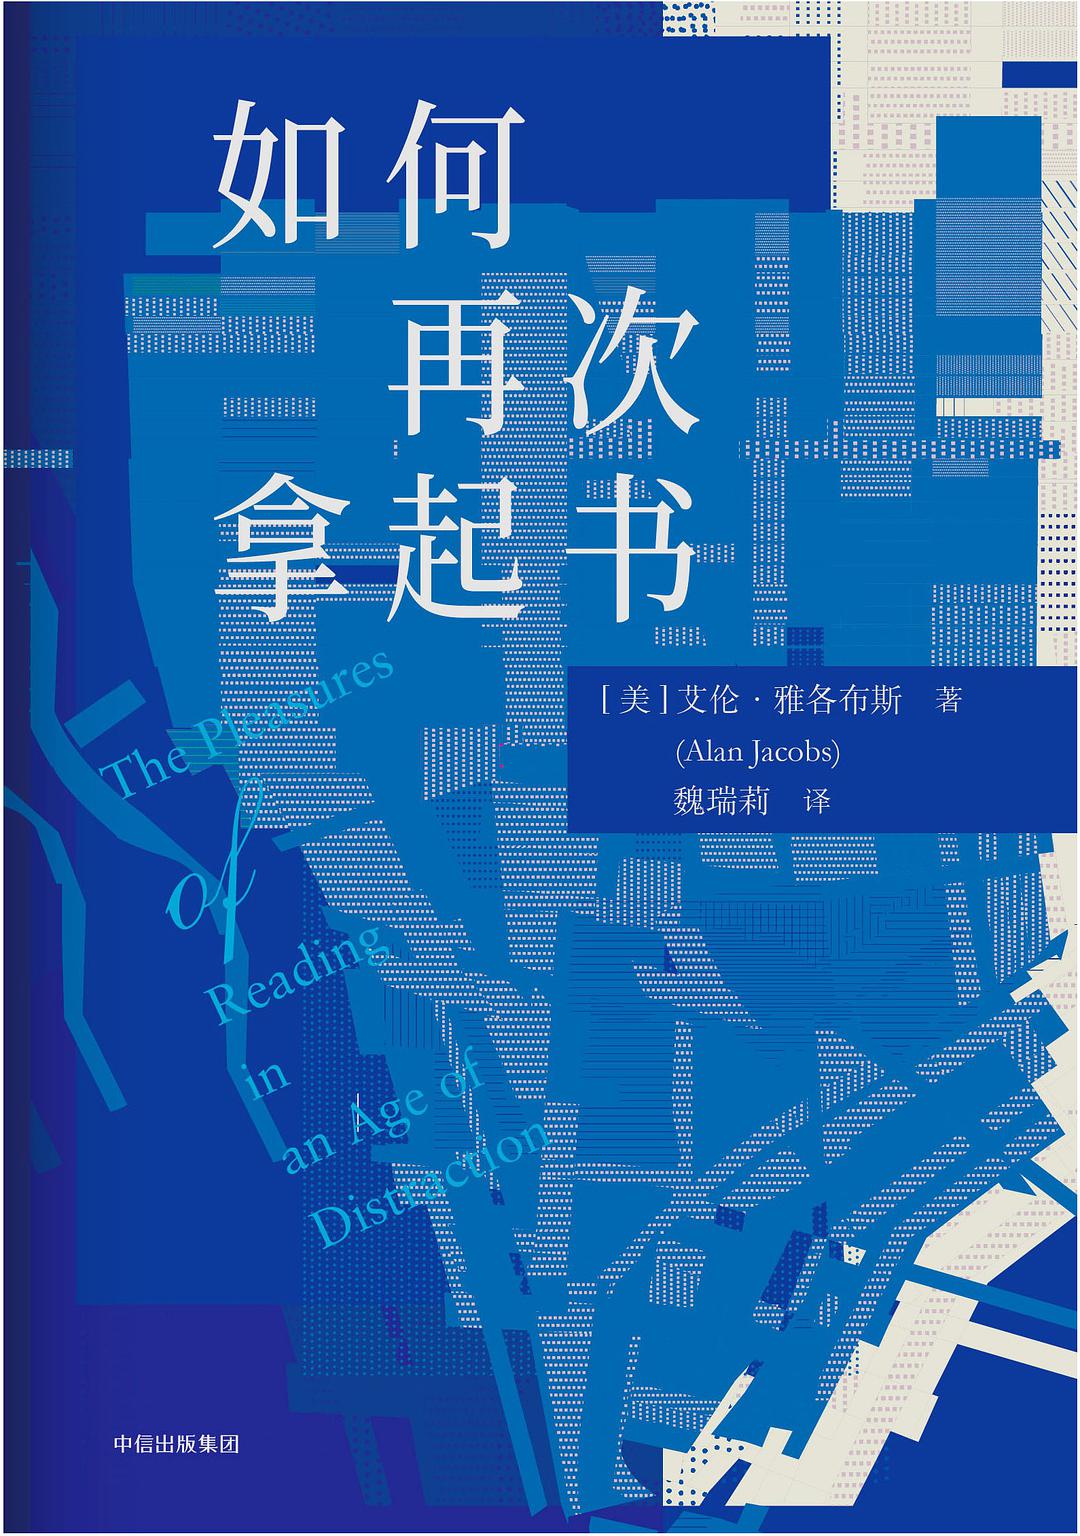 如何
再次
拿起书
[美]艾伦·雅各布斯 著
(Alan Jacobs)
魏瑞莉 译
The Pleasures
of
Reading
in
an Age of
Distraction
中信出版集团